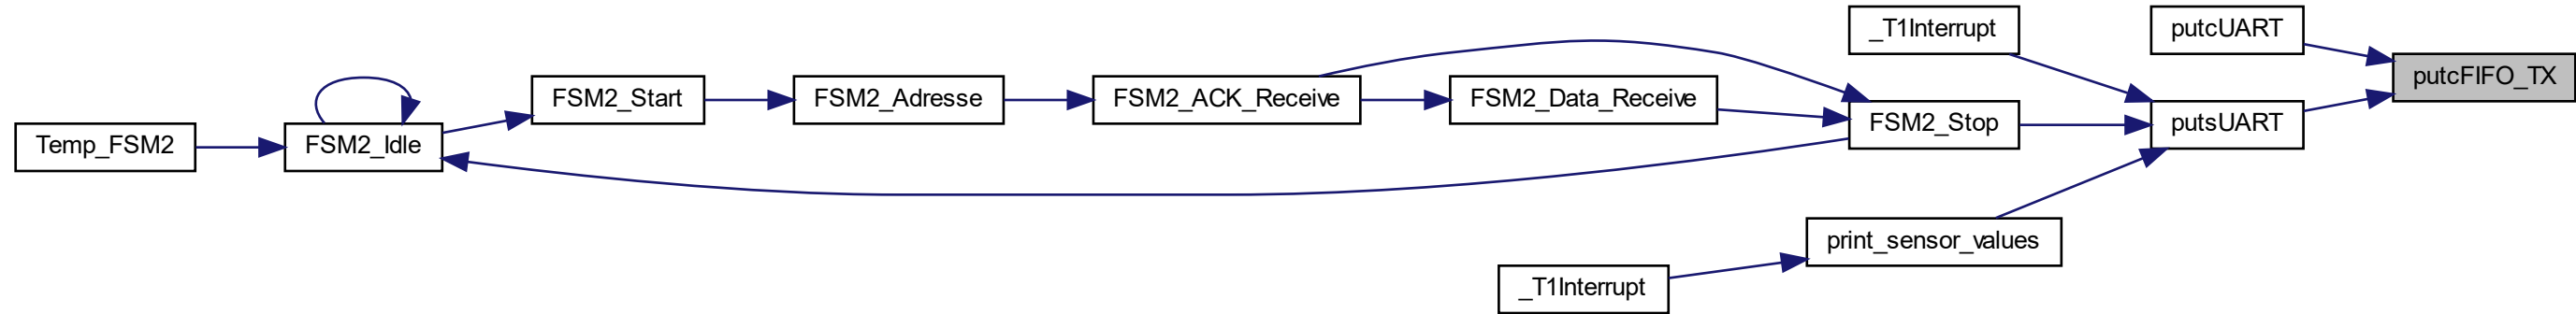 _T1Interrupt
putcUART
putcFIFO_TX
FSM2_Start
FSM2_Adresse
FSM2_ACK_Receive
FSM2_Data_Receive
FSM2_Stop
putsUART
Temp_FSM2
FSM2_Idle
print_sensor_values
_T1Interrupt